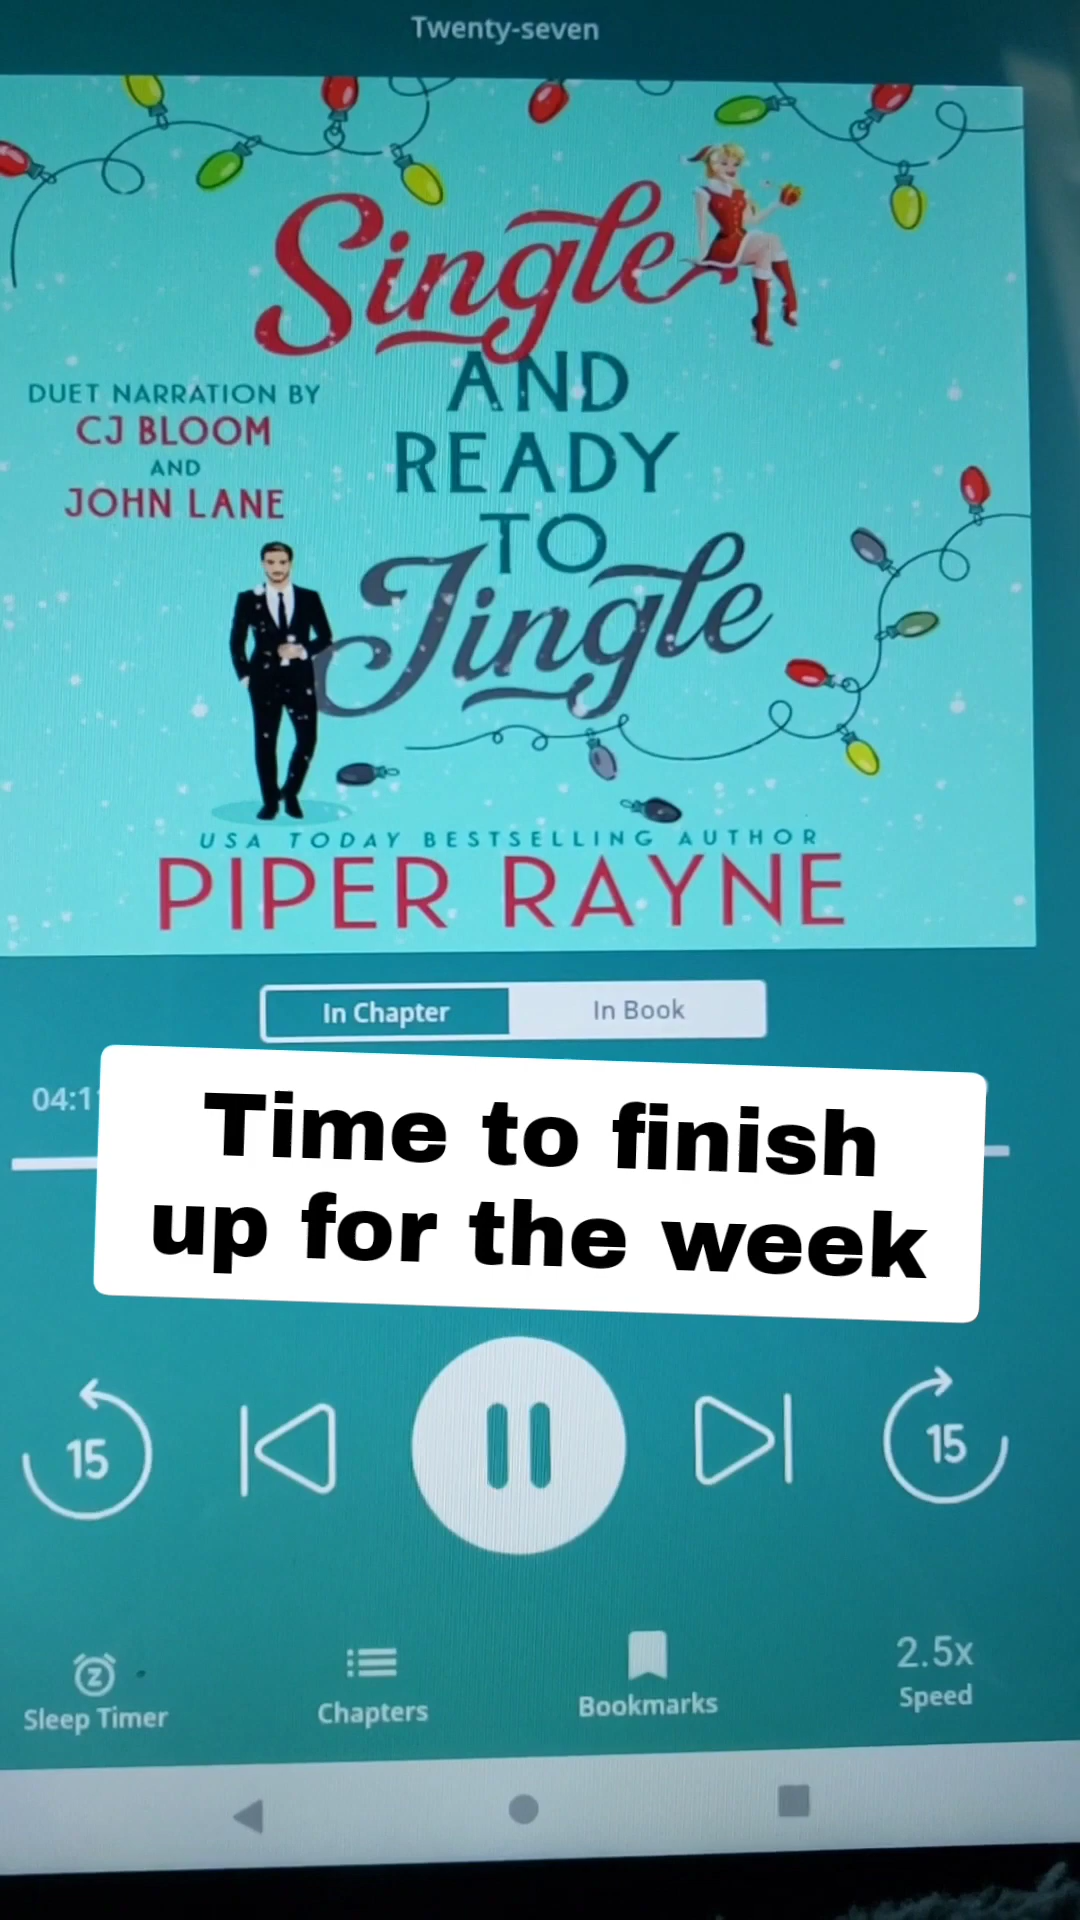 Twenty-seven
Single
AND
READY
TO
Jingle
DUET NARRATION BY
CJ BLOOM
AND
JOHN LANE
USA TODAY BESTSELLING AUTHOR
PIPER RAYNE
In Chapter
In Book
Time to finish
up for the week
15
15
Sleep Timer
Chapters
Bookmarks
2.5x
Speed